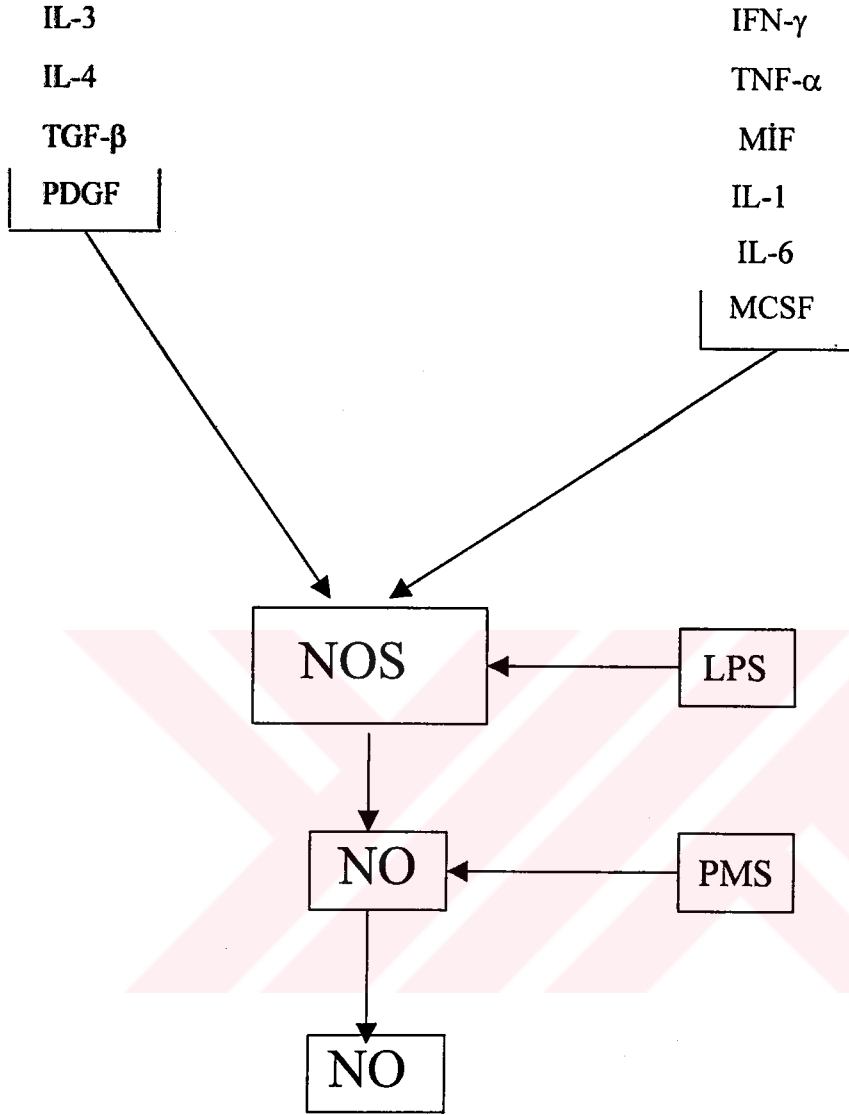 IL-3
IL-4
TGF-β
PDGF
IFN-γ
TNF-α
MİF
IL-1
IL-6
MCSF
NOS
LPS
NO
PMS
NO